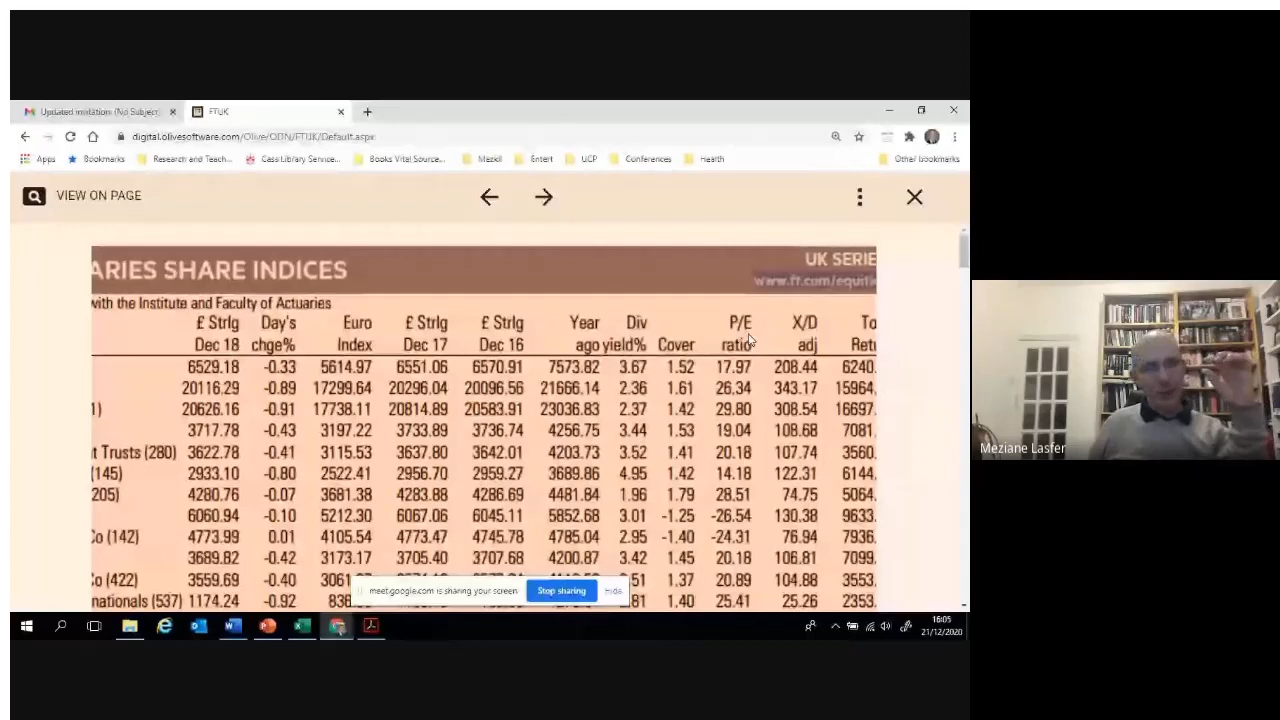 Updated invitation (No Subject)
FTUK
digital.olivesoftware.com/Olive/ODN/FTUK/Default.aspx
Apps Bookmarks Research and Teach... Cass Library Service... Books Vital Source... Mezkil Entert UCP Conferences Health Other bookmarks
VIEW ON PAGE
ARIES SHARE INDICES
UK SERIE
www.ft.com/equiti
with the Institute and Faculty of Actuaries
£ Strlg Day's Euro £ Strlg £ Strlg Year Div P/E X/D To
Dec 18 chge% Index Dec 17 Dec 16 ago yield% Cover ratio adj Retu
6529.18 -0.33 5614.97 6551.06 6570.91 7573.82 3.67 1.52 17.97 208.44 6240.
20116.29 -0.89 17299.64 20296.04 20096.56 21666.14 2.36 1.61 26.34 343.17 15964.
1) 20626.16 -0.91 17738.11 20814.89 20583.91 23036.83 2.37 1.42 29.80 308.54 16697.
3717.78 -0.43 3197.22 3733.89 3736.74 4256.75 3.44 1.53 19.04 108.68 7081.
t Trusts (280) 3622.78 -0.41 3115.53 3637.80 3642.01 4203.73 3.52 1.41 20.18 107.74 3560.
(145) 2933.10 -0.80 2522.41 2956.70 2959.27 3689.86 4.95 1.42 14.18 122.31 6144.
205) 4280.76 -0.07 3681.38 4283.88 4286.69 4481.84 1.96 1.79 28.51 74.75 5064.
6060.94 -0.10 5212.30 6067.06 6045.11 5852.68 3.01 -1.25 -26.54 130.38 9633.
Co (142) 4773.99 0.01 4105.54 4773.47 4745.78 4785.04 2.95 -1.40 -24.31 76.94 7936.
3689.82 -0.42 3173.17 3705.40 3707.68 4200.87 3.42 1.45 20.18 106.81 7099.
Co (422) 3559.69 -0.40 3061 .51 1.37 20.89 104.88 3553.
nationals (537) 1174.24 -0.92 836 .81 1.40 25.41 25.26 2353.
meet.google.com is sharing your screen Stop sharing Hide
16:05
21/12/2020
Meziane Lasfer